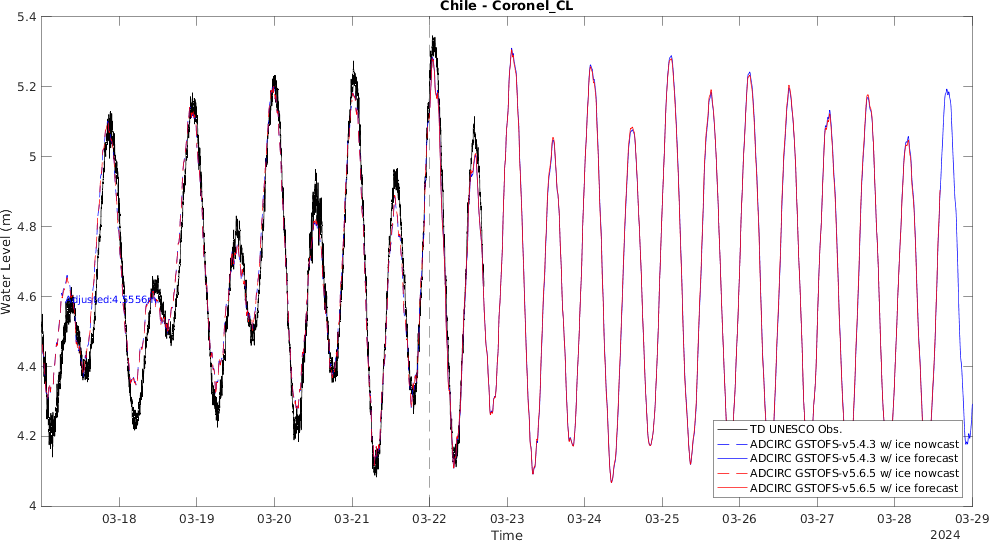 Chile - Coronel_CL
5.4
5.2
5
4.8
4.6
4.4
4.2
4
Water Level (m)
Adjusted:4.5556m
TD UNESCO Obs.
ADCIRC GSTOFS-v5.4.3 w/ ice nowcast
ADCIRC GSTOFS-v5.4.3 w/ ice forecast
ADCIRC GSTOFS-v5.6.5 w/ ice nowcast
ADCIRC GSTOFS-v5.6.5 w/ ice forecast
03-18 03-19 03-20 03-21 03-22 03-23 03-24 03-25 03-26 03-27 03-28 03-29
Time
2024